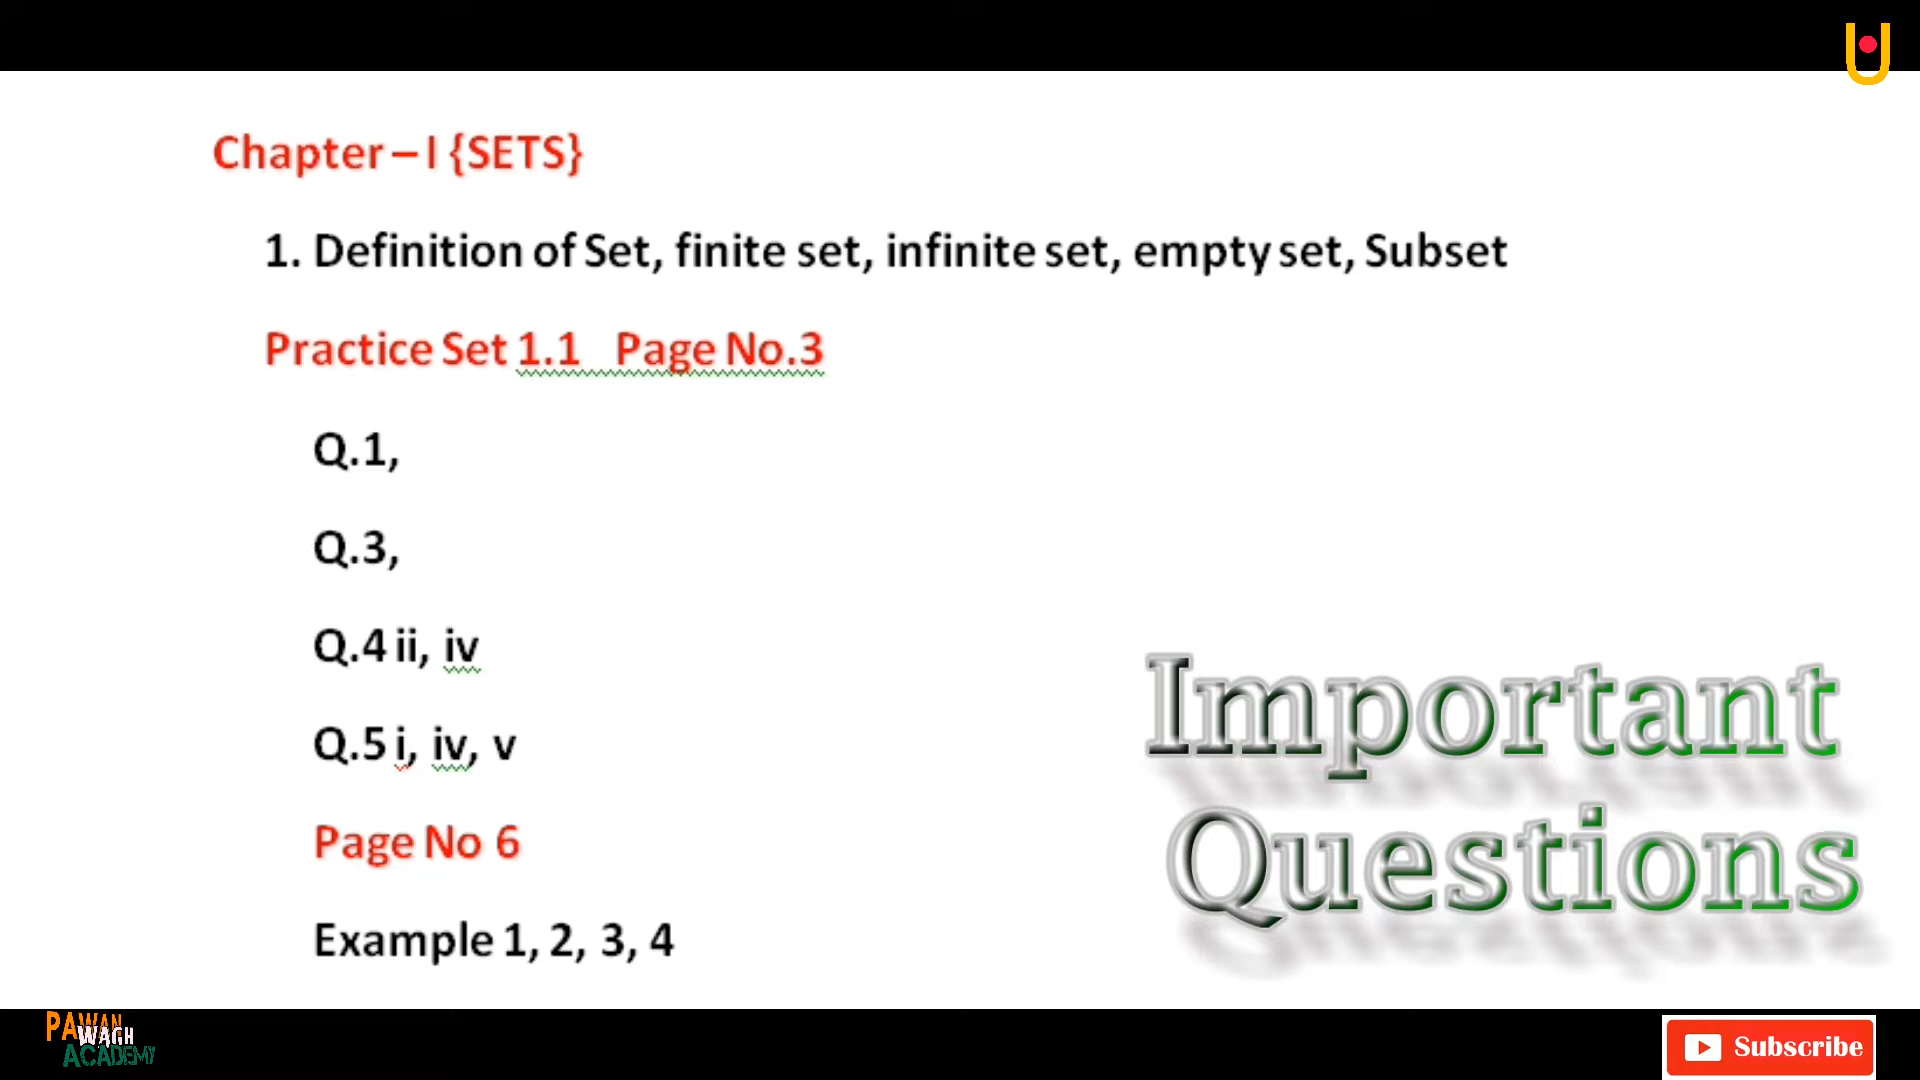 Chapter – I {SETS}
1. Definition of Set, finite set, infinite set, empty set, Subset
Practice Set 1.1 Page No.3
Q.1,
Q.3,
Q.4 ii, iv
Q.5 i, iv, v
Page No 6
Example 1, 2, 3, 4
Important
Questions
PAWAN
WAGH
ACADEMY
Subscribe